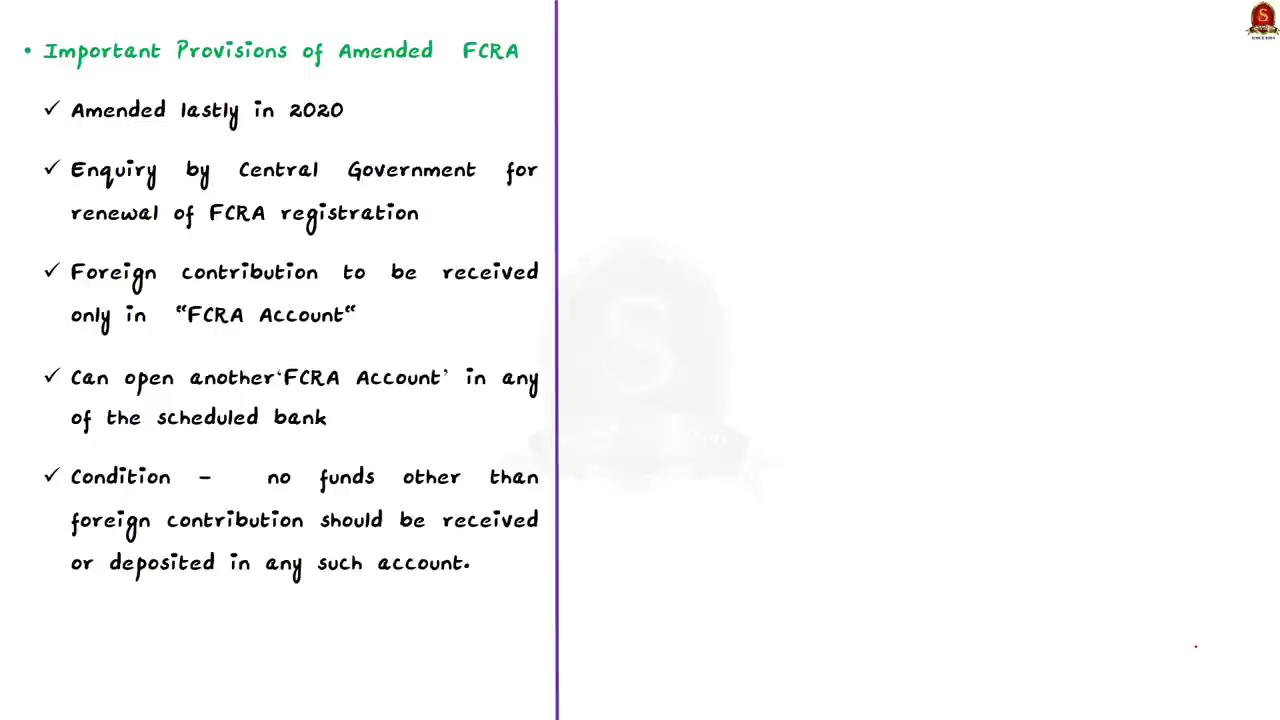 • Important Provisions of Amended FCRA
✓ Amended lastly in 2020
✓ Enquiry by Central Government for
renewal of FCRA registration
✓ Foreign contribution to be received
only in “FCRA Account“
✓ Can open another‘FCRA Account’ in any
of the scheduled bank
✓ Condition – no funds other than
foreign contribution should be received
or deposited in any such account.
S
SINCE 2004
S